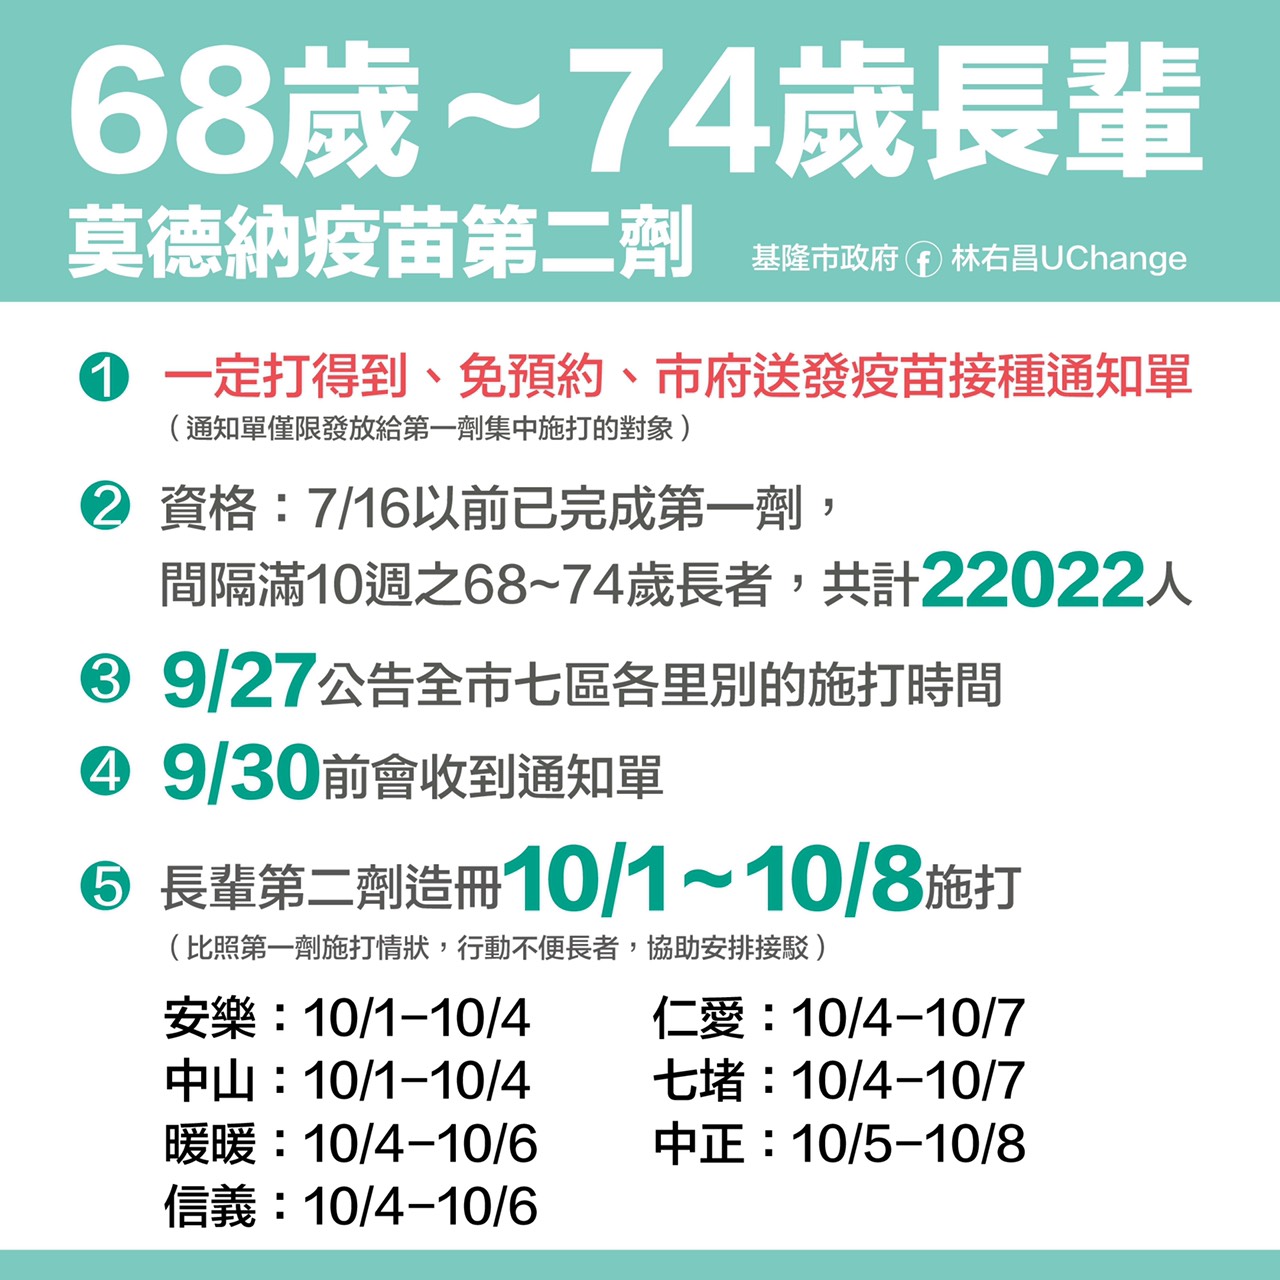 68歲~74歲長輩
莫德納疫苗第二劑
基隆市政府 f 林右昌UChange
1 一定打得到、免預約、市府送發疫苗接種通知單
（通知單僅限發放給第一劑集中施打的對象）
2 資格：7/16以前已完成第一劑，
間隔滿10週之68~74歲長者，共計22022人
3 9/27公告全市七區各里別的施打時間
4 9/30前會收到通知單
5 長輩第二劑造冊10/1~10/8施打
（比照第一劑施打情狀，行動不便長者，協助安排接駁）
安樂：10/1-10/4
中山：10/1-10/4
暖暖：10/4-10/6
信義：10/4-10/6
仁愛：10/4-10/7
七堵：10/4-10/7
中正：10/5-10/8